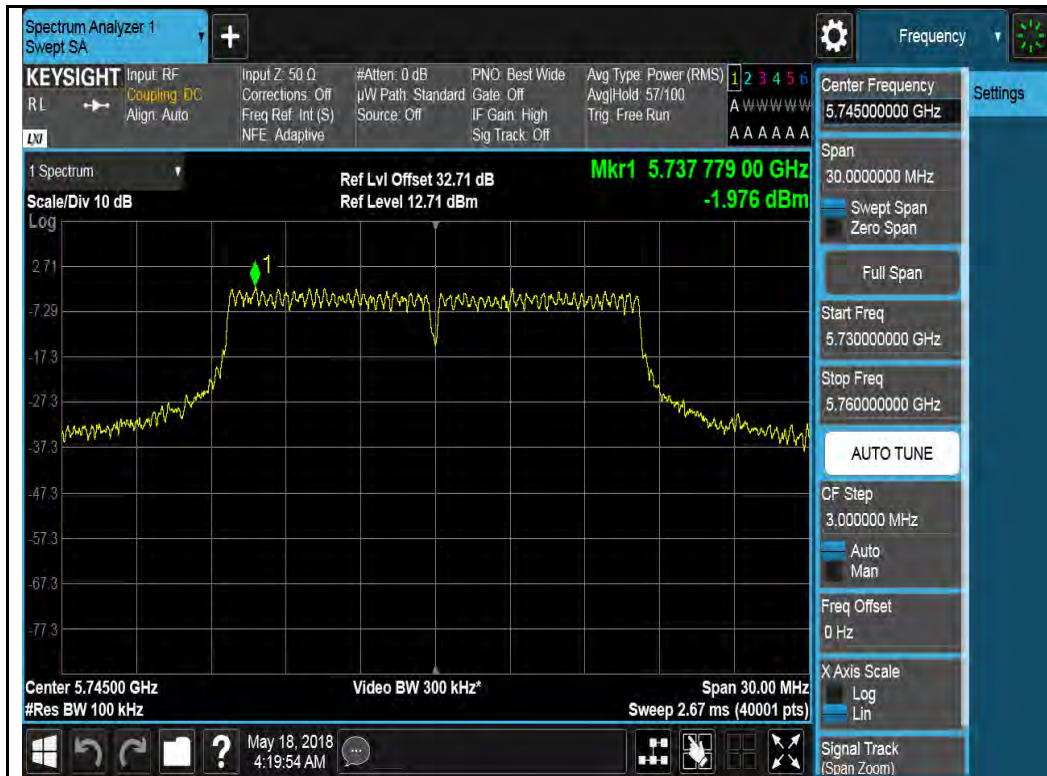 Spectrum Analyzer 1
Swept SA
+
Frequency
KEYSIGHT
RL
LXI
Input: RF
Coupling: DC
Align: Auto
Input Z: 50 Ω
Corrections: Off
Freq Ref: Int (S)
NFE: Adaptive
#Atten: 0 dB
µW Path: Standard
Source: Off
PNO: Best Wide
Gate: Off
IF Gain: High
Sig Track: Off
Avg Type: Power (RMS)
Avg|Hold: 57/100
Trig: Free Run
1 2 3 4 5 6
A W W W W W
A A A A A A
1 Spectrum
Scale/Div 10 dB
Log
Ref Lvl Offset 32.71 dB
Ref Level 12.71 dBm
Mkr1 5.737 779 00 GHz
-1.976 dBm
1
2.71
-7.29
-17.3
-27.3
-37.3
-47.3
-57.3
-67.3
-77.3
Center 5.74500 GHz
#Res BW 100 kHz
Video BW 300 kHz*
Span 30.00 MHz
Sweep 2.67 ms (40001 pts)
?
May 18, 2018
4:19:54 AM
Center Frequency
5.745000000 GHz
Span
30.0000000 MHz
Swept Span
Zero Span
Full Span
Start Freq
5.730000000 GHz
Stop Freq
5.760000000 GHz
AUTO TUNE
CF Step
3.000000 MHz
Auto
Man
Freq Offset
0 Hz
X Axis Scale
Log
Lin
Signal Track
(Span Zoom)
Settings